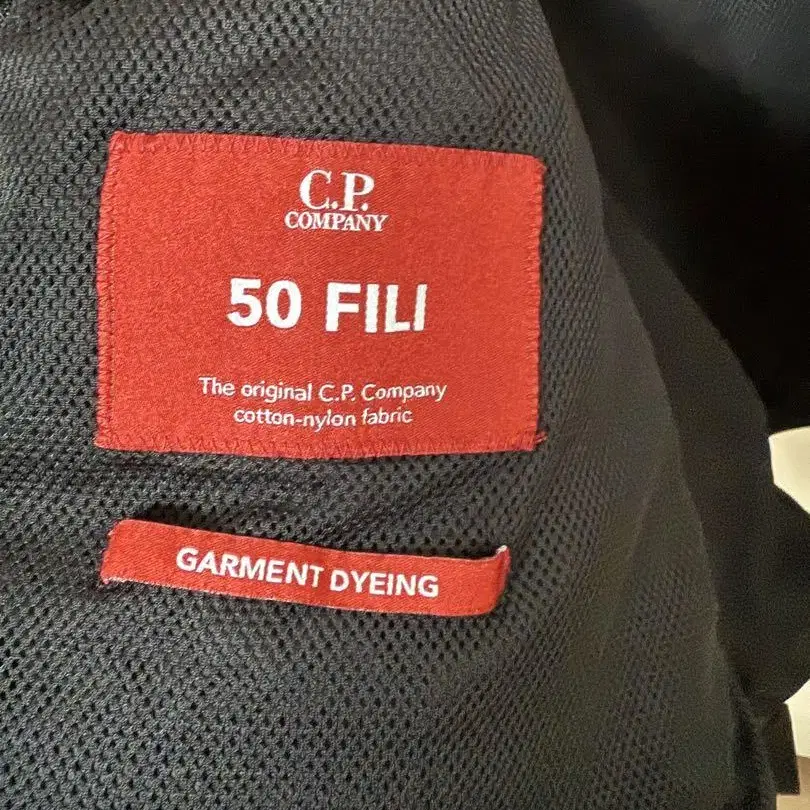 C.P.
COMPANY
50 FILI
The original C.P. Company
cotton-nylon fabric
GARMENT DYEING